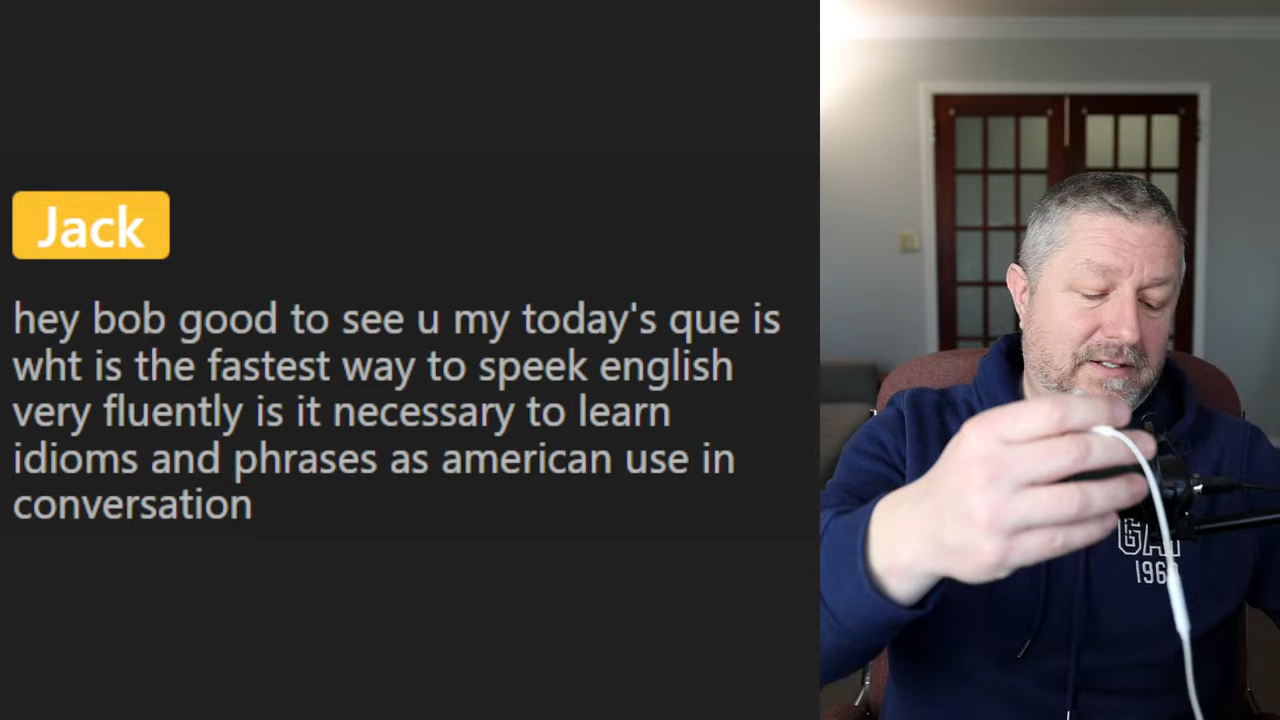 Jack
hey bob good to see u my today's que is
wht is the fastest way to speek english
very fluently is it necessary to learn
idioms and phrases as american use in
conversation
GAP
196